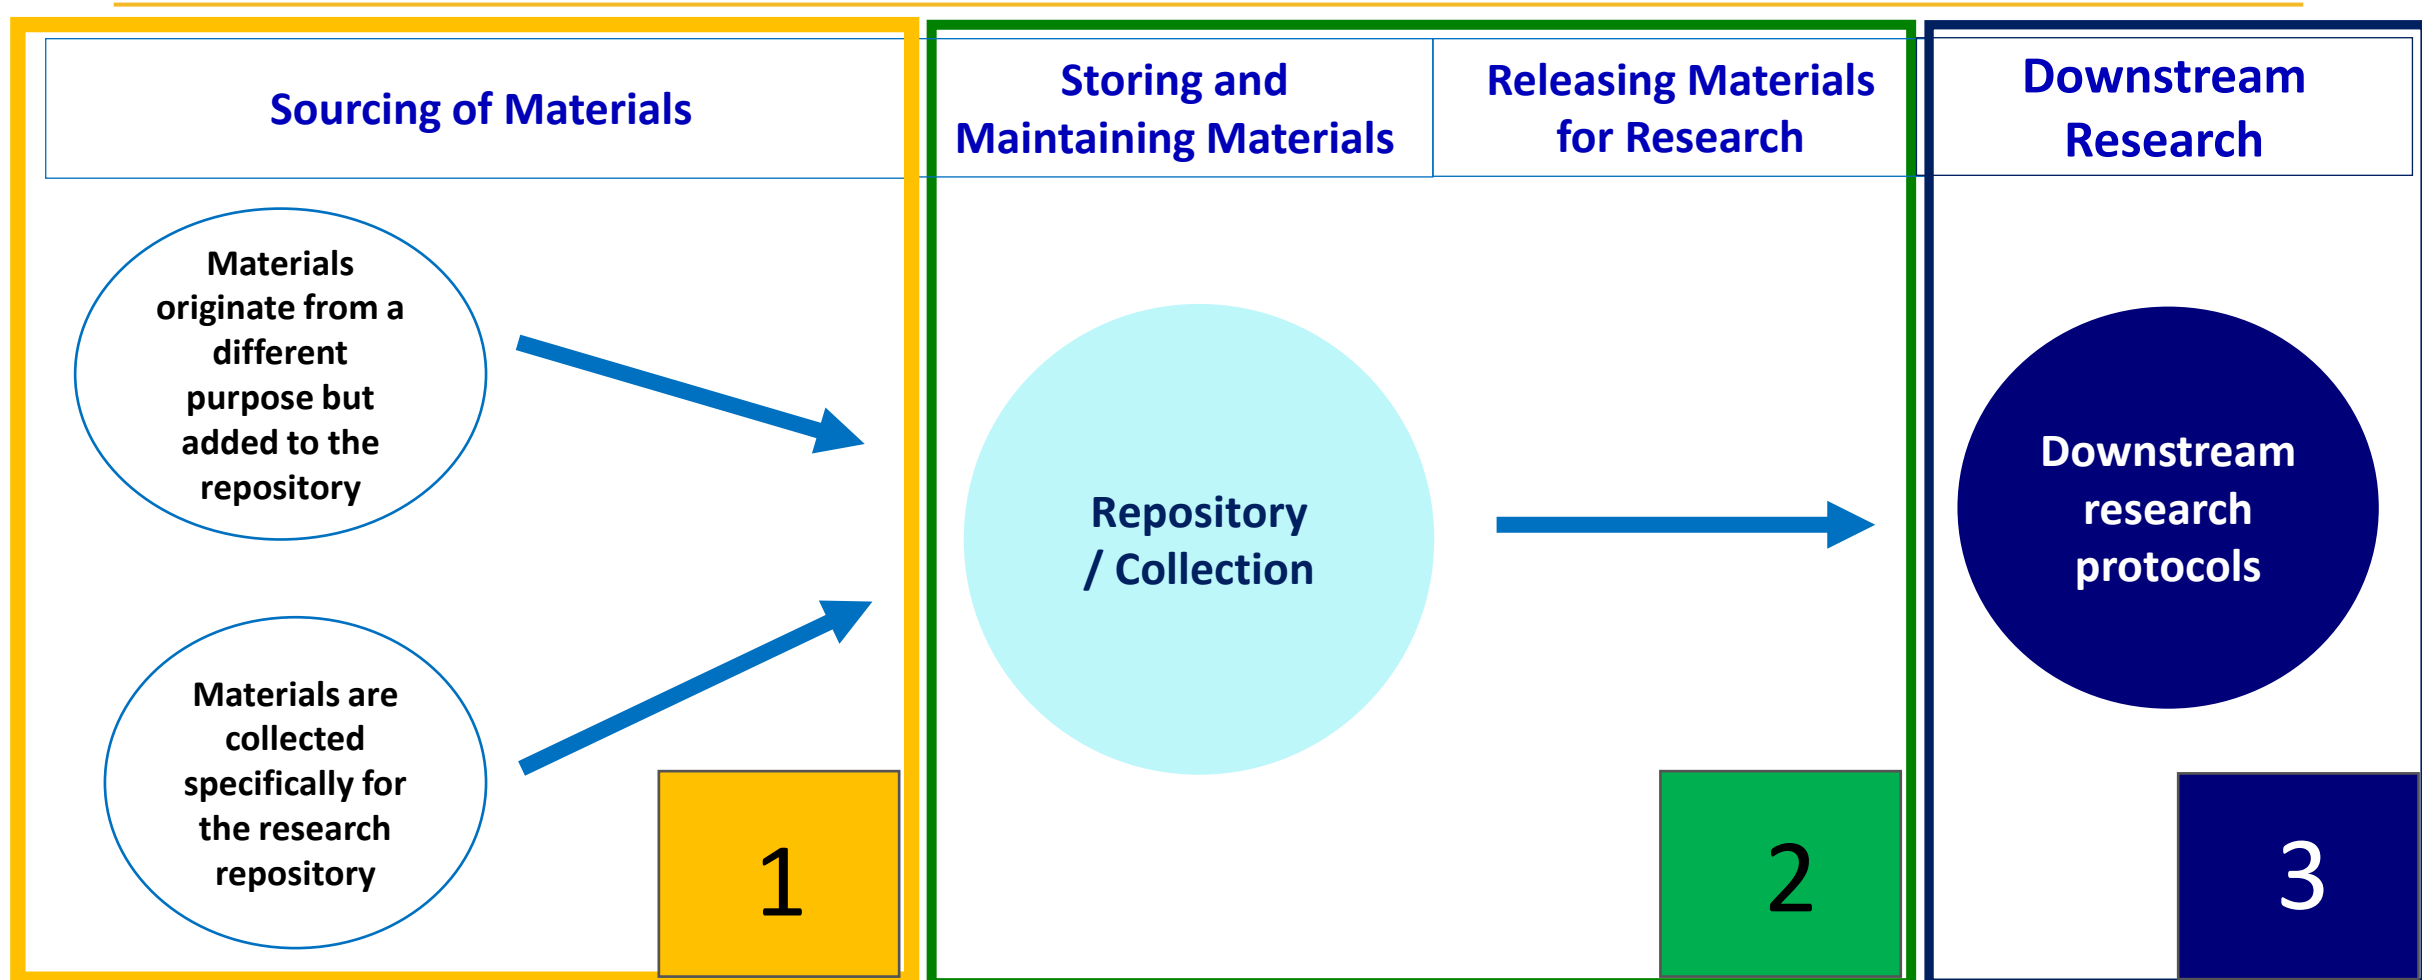 Sourcing of Materials
Storing and
Maintaining Materials
Releasing Materials
for Research
Downstream
Research
Materials
originate from a
different
purpose but
added to the
repository
Materials are
collected
specifically for
the research
repository
1
Repository
/ Collection
2
Downstream
research
protocols
3